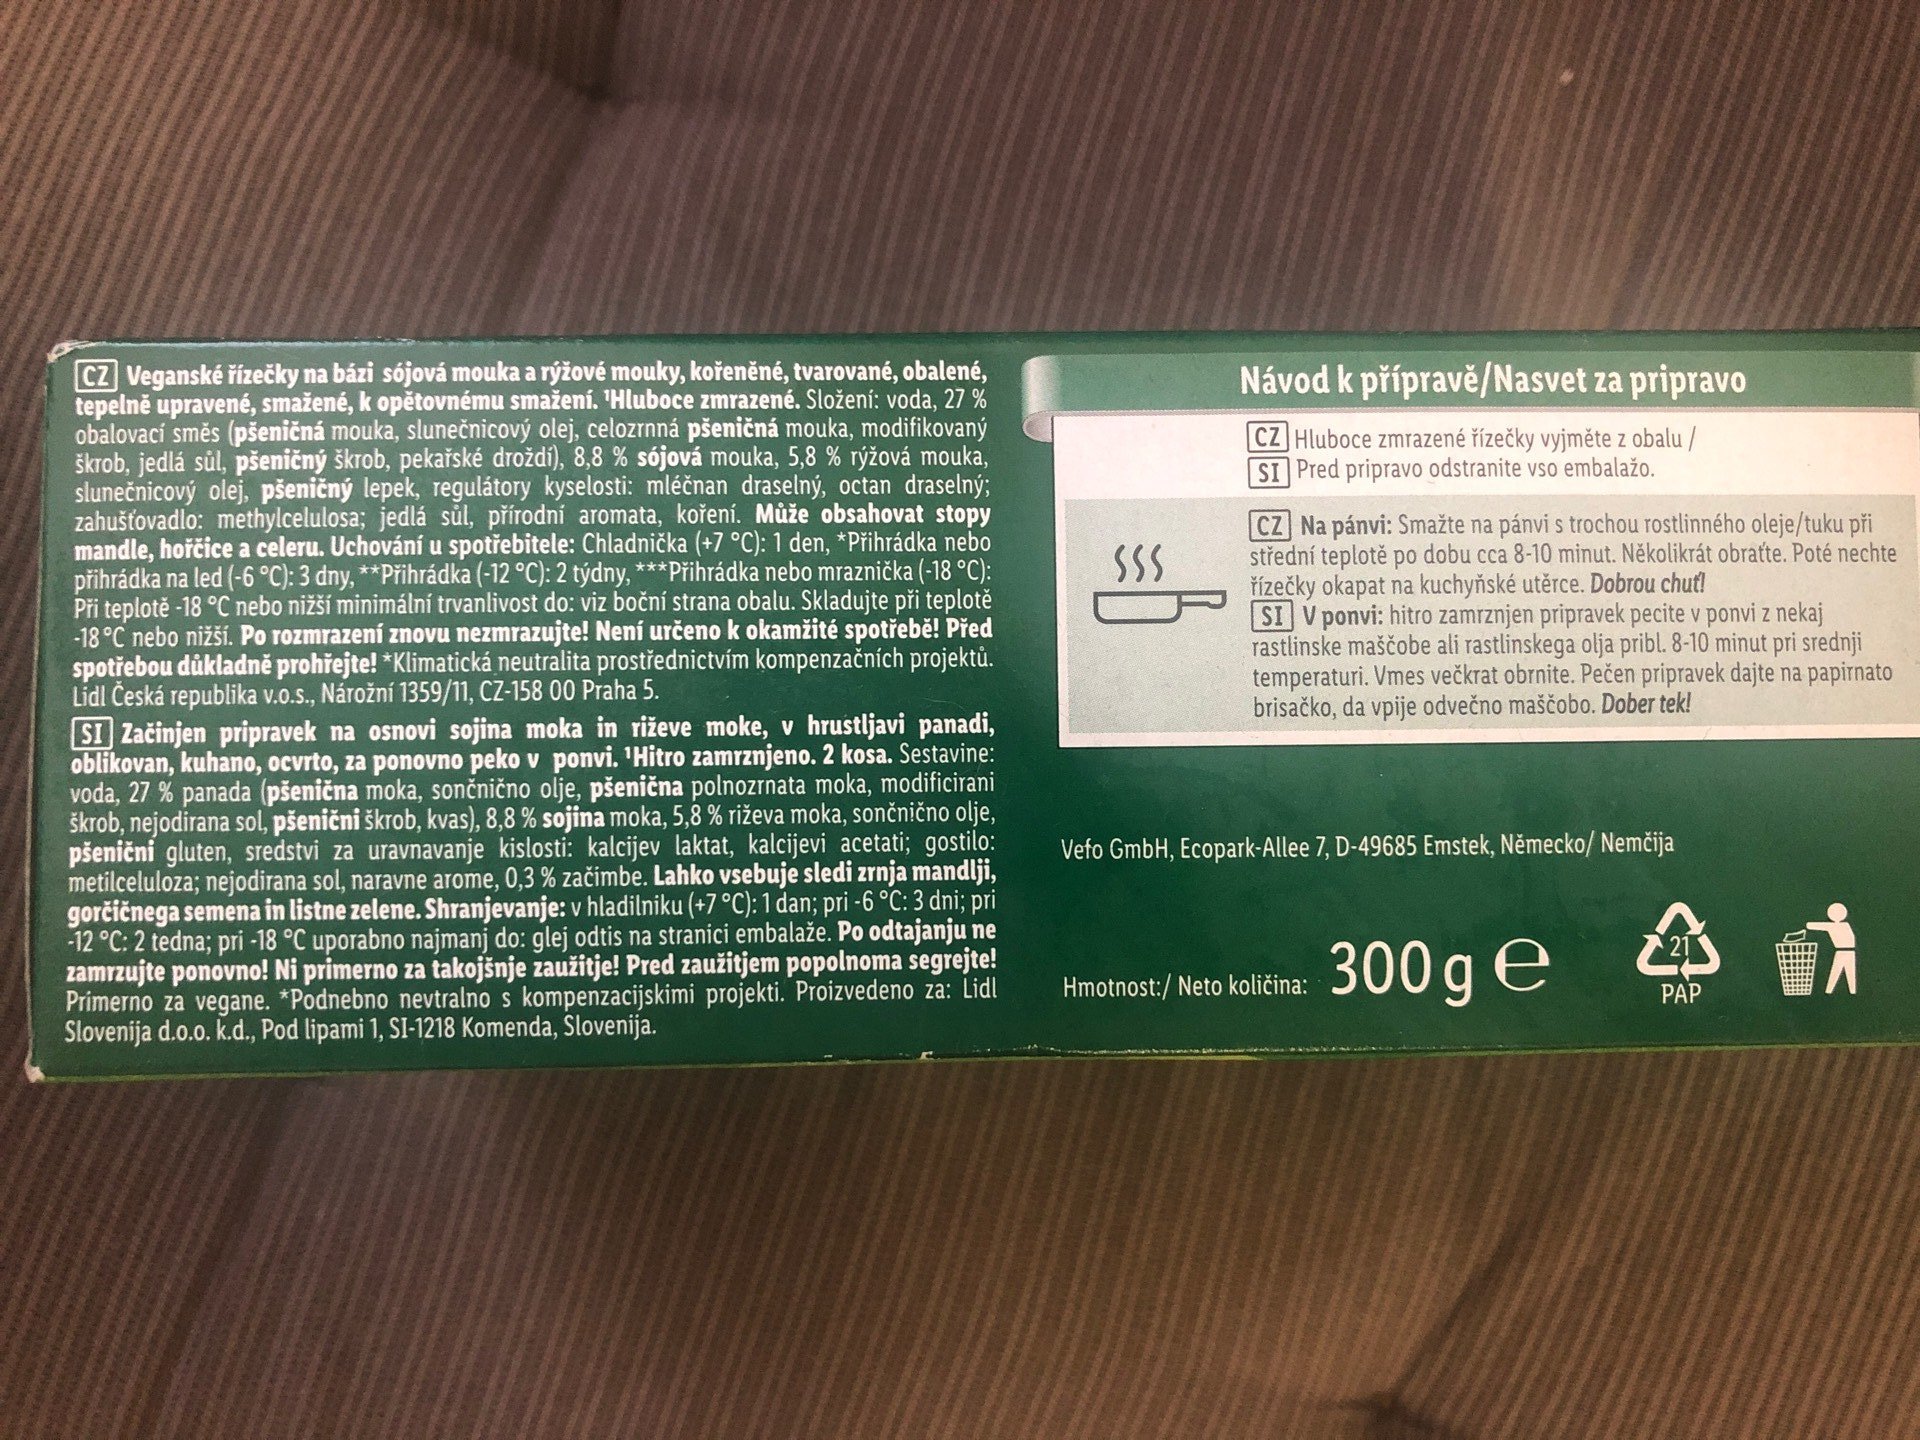 CZ Veganské řízečky na bázi sójová mouka a rýžové mouky, kořeněné, tvarované, obalené,
tepelně upravené, smažené, k opětovnému smažení. ¹Hluboce zmrazené. Složení: voda, 27 %
obalovací směs (pšeničná mouka, slunečnicový olej, celozrnná pšeničná mouka, modifikovaný
škrob, jedlá sůl, pšeničný škrob, pekařské droždí), 8,8 % sójová mouka, 5,8 % rýžová mouka,
slunečnicový olej, pšeničný lepek, regulátory kyselosti: mléčnan draselný, octan draselný;
zahušťovadlo: methylcelulosa; jedlá sůl, přírodní aromata, koření. Může obsahovat stopy
mandle, hořčice a celeru. Uchování u spotřebitele: Chladnička (+7 °C): 1 den, *Přihrádka nebo
přihrádka na led (-6 °C): 3 dny, **Přihrádka (-12 °C): 2 týdny, ***Přihrádka nebo mraznička (-18 °C):
Při teplotě -18 °C nebo nižší minimální trvanlivost do: viz boční strana obalu. Skladujte při teplotě
-18 °C nebo nižší. Po rozmrazení znovu nezmrazujte! Není určeno k okamžité spotřebě! Před
spotřebou důkladně prohřejte! *Klimatická neutralita prostřednictvím kompenzačních projektů.
Lidl Česká republika v.o.s., Nárožní 1359/11, CZ-158 00 Praha 5.
SI Začinjen pripravek na osnovi sojina moka in riževe moke, v hrustljavi panadi,
oblikovan, kuhano, ocvrto, za ponovno peko v ponvi. ¹Hitro zamrznjeno. 2 kosa. Sestavine:
voda, 27 % panada (pšenična moka, sončnično olje, pšenična polnozrnata moka, modificirani
škrob, nejodirana sol, pšenični škrob, kvas), 8,8 % sojina moka, 5,8 % riževa moka, sončnično olje,
pšenični gluten, sredstvi za uravnavanje kislosti: kalcijev laktat, kalcijevi acetati; gostilo:
metilceluloza; nejodirana sol, naravne arome, 0,3 % začimbe. Lahko vsebuje sledi zrnja mandlji,
gorčičnega semena in listne zelene. Shranjevanje: v hladilniku (+7 °C): 1 dan; pri -6 °C: 3 dni; pri
-12 °C: 2 tedna; pri -18 °C uporabno najmanj do: glej odtis na stranici embalaže. Po odtajanju ne
zamrzujte ponovno! Ni primerno za takojšnje zaužitje! Pred zaužitjem popolnoma segrejte!
Primerno za vegane. *Podnebno nevtralno s kompenzacijskimi projekti. Proizvedeno za: Lidl
Slovenija d.o.o. k.d., Pod lipami 1, SI-1218 Komenda, Slovenija.
Návod k přípravě/Nasvet za pripravo
CZ Hluboce zmrazené řízečky vyjměte z obalu /
SI Pred pripravo odstranite vso embalažo.
CZ Na pánvi: Smažte na pánvi s trochou rostlinného oleje/tuku při
střední teplotě po dobu cca 8-10 minut. Několikrát obraťte. Poté nechte
řízečky okapat na kuchyňské utěrce. Dobrou chuť!
SI V ponvi: hitro zamrznjen pripravek pecite v ponvi z nekaj
rastlinske maščobe ali rastlinskega olja pribl. 8-10 minut pri srednji
temperaturi. Vmes večkrat obrnite. Pečen pripravek dajte na papirnato
brisačko, da vpije odvečno maščobo. Dober tek!
Vefo GmbH, Ecopark-Allee 7, D-49685 Emstek, Německo/ Nemčija
Hmotnost:/ Neto količina: 300 g e
21
PAP